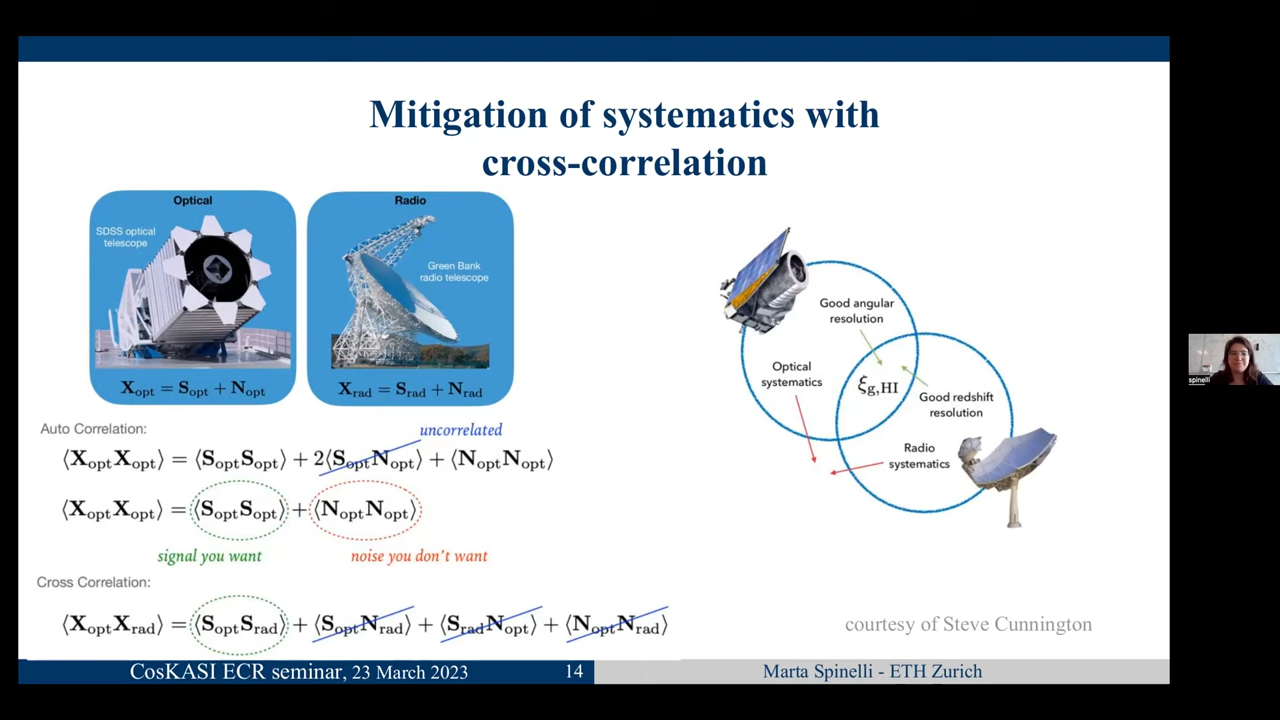 Mitigation of systematics with
cross-correlation
Optical
SDSS optical
telescope
X_opt = S_opt + N_opt
Radio
Green Bank
radio telescope
X_rad = S_rad + N_rad
Auto Correlation:
uncorrelated
⟨X_opt X_opt⟩ = ⟨S_opt S_opt⟩ + 2⟨S_opt N_opt⟩ + ⟨N_opt N_opt⟩
⟨X_opt X_opt⟩ = ⟨S_opt S_opt⟩ + ⟨N_opt N_opt⟩
signal you want
noise you don't want
Cross Correlation:
⟨X_opt X_rad⟩ = ⟨S_opt S_rad⟩ + ⟨S_opt N_rad⟩ + ⟨S_rad N_opt⟩ + ⟨N_opt N_rad⟩
Good angular
resolution
Optical
systematics
ξ_g,HI
Good redshift
resolution
Radio
systematics
courtesy of Steve Cunnington
CosKASI ECR seminar, 23 March 2023
14
Marta Spinelli - ETH Zurich
spinelli